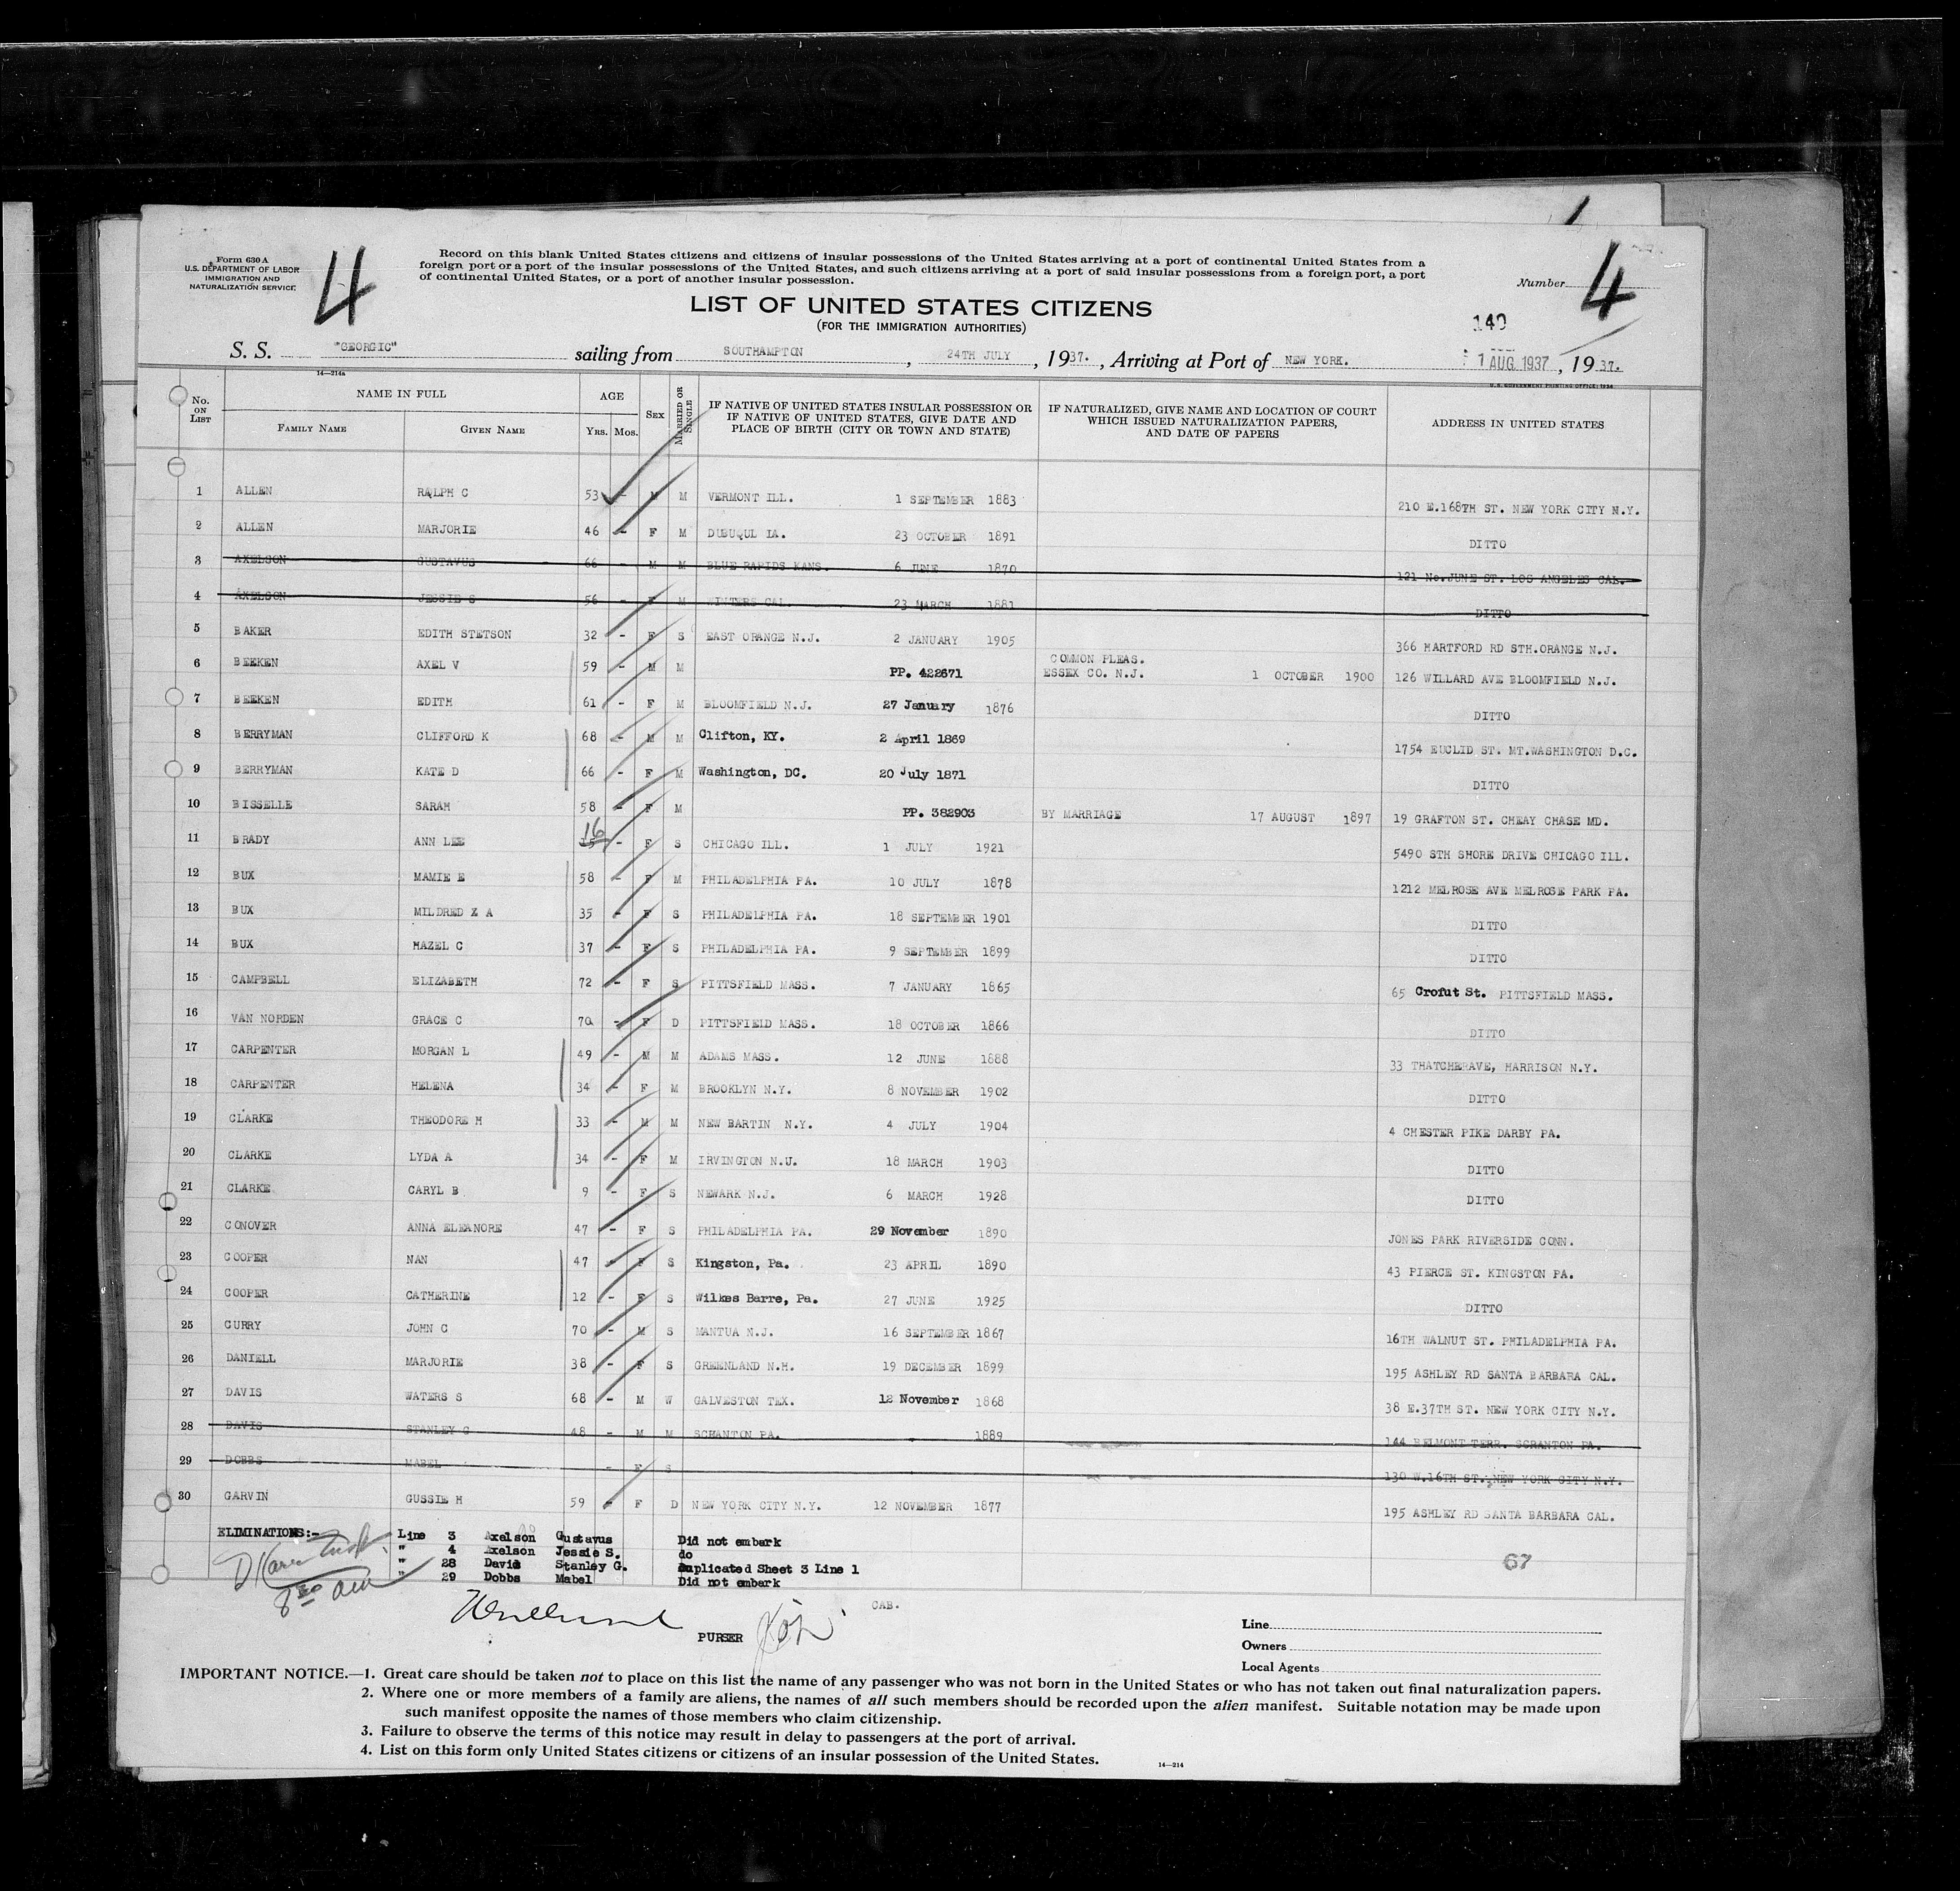 Form 630 A
U.S. DEPARTMENT OF LABOR
IMMIGRATION AND
NATURALIZATION SERVICE
4
Record on this blank United States citizens and citizens of insular possessions of the United States arriving at a port of continental United States from a
foreign port or a port of the insular possessions of the United States, and such citizens arriving at a port of said insular possessions from a foreign port, a port
of continental United States, or a port of another insular possession.
Number 4
LIST OF UNITED STATES CITIZENS
(FOR THE IMMIGRATION AUTHORITIES)
140
S. S. "GEORGIC" sailing from SOUTHAMPTON, 24TH JULY, 1937., Arriving at Port of NEW YORK. 1 AUG 1937, 1937.
14—214a
U.S. GOVERNMENT PRINTING OFFICE: 1934
No. ON LIST NAME IN FULL FAMILY NAME GIVEN NAME AGE YRS. MOS. SEX MARRIED OR SINGLE IF NATIVE OF UNITED STATES INSULAR POSSESSION OR IF NATIVE OF UNITED STATES, GIVE DATE AND PLACE OF BIRTH (CITY OR TOWN AND STATE) IF NATURALIZED, GIVE NAME AND LOCATION OF COURT WHICH ISSUED NATURALIZATION PAPERS, AND DATE OF PAPERS ADDRESS IN UNITED STATES
1 ALLEN RALPH C 53 - M M VERMONT ILL. 1 SEPTEMBER 1883 210 E.168TH ST. NEW YORK CITY N.Y.
2 ALLEN MARJORIE 46 - F M DUBUQUL IA. 23 OCTOBER 1891 DITTO
3 AXELSON GUSTAVUS 66 - M M BLUE RAPIDS KANS. 6 JUNE 1870 121 No.JUNE ST. LOS ANGELES CAL.
4 AXELSON JESSIE S 56 - F M WINTERS CAL. 23 MARCH 1881 DITTO
5 BAKER EDITH STETSON 32 - F S EAST ORANGE N.J. 2 JANUARY 1905 366 HARTFORD RD STH.ORANGE N.J.
6 BEEKEN AXEL V 59 - M M PP. 422671 COMMON PLEAS. ESSEX CO. N.J. 1 OCTOBER 1900 126 WILLARD AVE BLOOMFIELD N.J.
7 BEEKEN EDITH 61 - F M BLOOMFIELD N.J. 27 January 1876 DITTO
8 BERRYMAN CLIFFORD K 68 - M M Clifton, KY. 2 April 1869 1754 EUCLID ST. MT.WASHINGTON D.C.
9 BERRYMAN KATE D 66 - F M Washington, DC. 20 July 1871 DITTO
10 BISSELLE SARAH 58 - F M PP. 382903 BY MARRIAGE 17 AUGUST 1897 19 GRAFTON ST. CHEAY CHASE MD.
11 BRADY ANN LEE 16 - F S CHICAGO ILL. 1 JULY 1921 5490 STH SHORE DRIVE CHICAGO ILL.
12 BUX MAMIE E 58 - F M PHILADELPHIA PA. 10 JULY 1878 1212 MELROSE AVE MELROSE PARK PA.
13 BUX MILDRED Z A 35 - F S PHILADELPHIA PA. 18 SEPTEMBER 1901 DITTO
14 BUX HAZEL C 37 - F S PHILADELPHIA PA. 9 SEPTEMBER 1899 DITTO
15 CAMPBELL ELIZABETH 72 - F S PITTSFIELD MASS. 7 JANUARY 1865 65 Crofut St. PITTSFIELD MASS.
16 VAN NORDEN GRACE C 70 - F D PITTSFIELD MASS. 18 OCTOBER 1866 DITTO
17 CARPENTER MORGAN L 49 - M M ADAMS MASS. 12 JUNE 1888 33 THATCHERAVE, HARRISON N.Y.
18 CARPENTER HELENA 34 - F M BROOKLYN N.Y. 8 NOVEMBER 1902 DITTO
19 CLARKE THEODORE H 33 - M M NEW BARTIN N.Y. 4 JULY 1904 4 CHESTER PIKE DARBY PA.
20 CLARKE LYDA A 34 - F M IRVINGTON N.J. 18 MARCH 1903 DITTO
21 CLARKE CARYL B 9 - F S NEWARK N.J. 6 MARCH 1928 DITTO
22 CONOVER ANNA ELEANORE 47 - F S PHILADELPHIA PA. 29 November 1890 JONES PARK RIVERSIDE CONN.
23 COOPER NAN 47 - F S Kingston, Pa. 23 APRIL 1890 43 PIERCE ST. KINGSTON PA.
24 COOPER CATHERINE 12 - F S Wilkes Barre, Pa. 27 JUNE 1925 DITTO
25 CURRY JOHN C 70 - M S MANTUA N.J. 16 SEPTEMBER 1867 16TH WALNUT ST. PHILADELPHIA PA.
26 DANIELL MARJORIE 38 - F S GREENLAND N.H. 19 DECEMBER 1899 195 ASHLEY RD SANTA BARBARA CAL.
27 DAVIS WATERS S 68 - M W GALVESTON TEX. 12 November 1868 38 E.37TH ST. NEW YORK CITY N.Y.
28 DAVIS STANLEY G 48 - M M SCRANTON PA. 1889 144 BELMONT TERR. SCRANTON PA.
29 DOBBS MABEL - F S 130 W.16TH ST. NEW YORK CITY N.Y.
30 GARVIN GUSSIE H 59 - F D NEW YORK CITY N.Y. 12 NOVEMBER 1877 195 ASHLEY RD SANTA BARBARA CAL.
ELIMINATIONS:- Line 3 Axelson Gustavus Did not embark
" 4 Axelson Jessie S. do
" 28 David Stanley G. Duplicated Sheet 3 Line 1
" 29 Dobbs Mabel Did not embark
67
8 30 am
CAB.
PURSER
Line
Owners
Local Agents
IMPORTANT NOTICE.—1. Great care should be taken not to place on this list the name of any passenger who was not born in the United States or who has not taken out final naturalization papers.
2. Where one or more members of a family are aliens, the names of all such members should be recorded upon the alien manifest. Suitable notation may be made upon
such manifest opposite the names of those members who claim citizenship.
3. Failure to observe the terms of this notice may result in delay to passengers at the port of arrival.
4. List on this form only United States citizens or citizens of an insular possession of the United States.
14—214